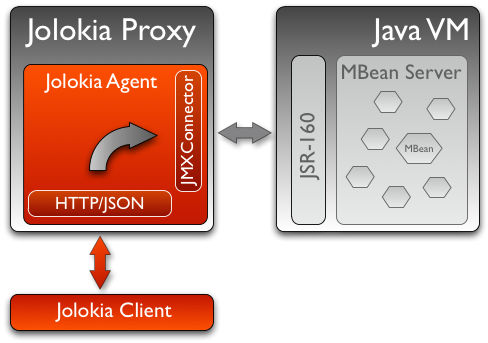 Jolokia Proxy
Jolokia Agent
JMXConnector
HTTP/JSON
Jolokia Client
Java VM
JSR-160
MBean Server
MBean